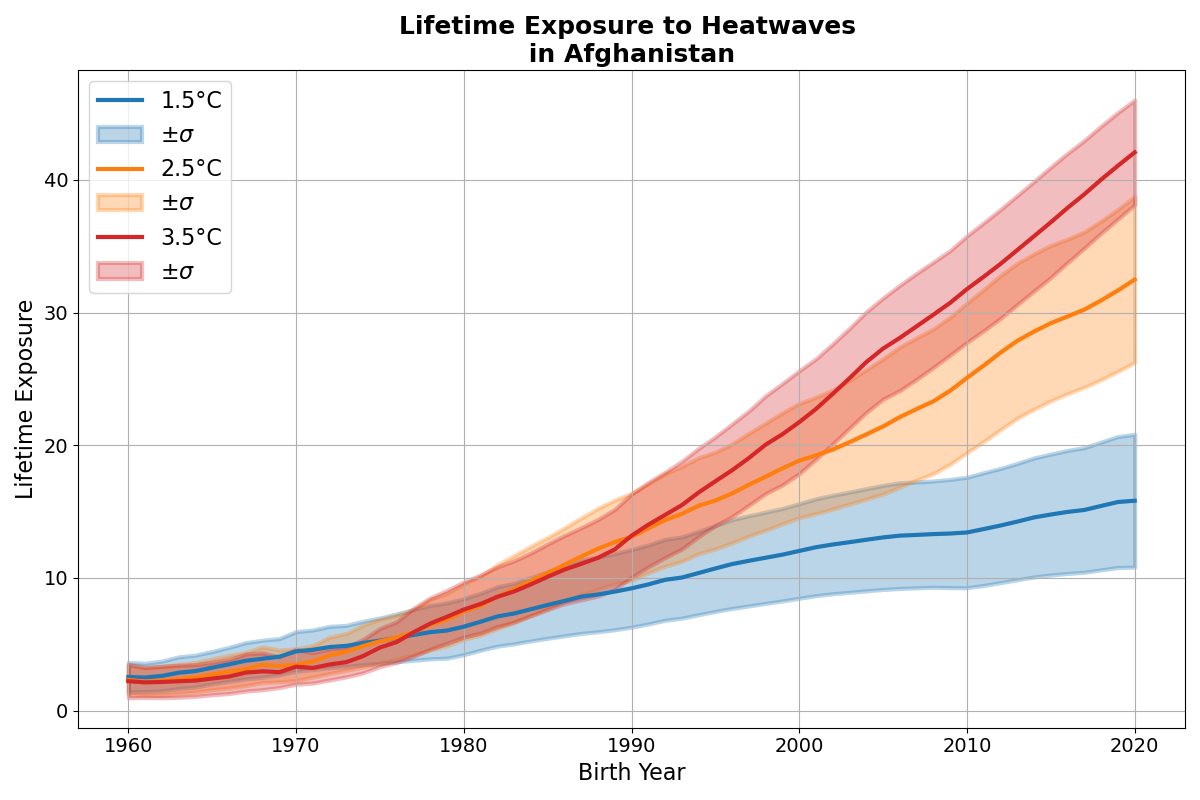 Lifetime Exposure to Heatwaves
in Afghanistan
1.5°C
±σ
2.5°C
±σ
3.5°C
±σ
Lifetime Exposure
40
30
20
10
0
1960
1970
1980
1990
2000
2010
2020
Birth Year